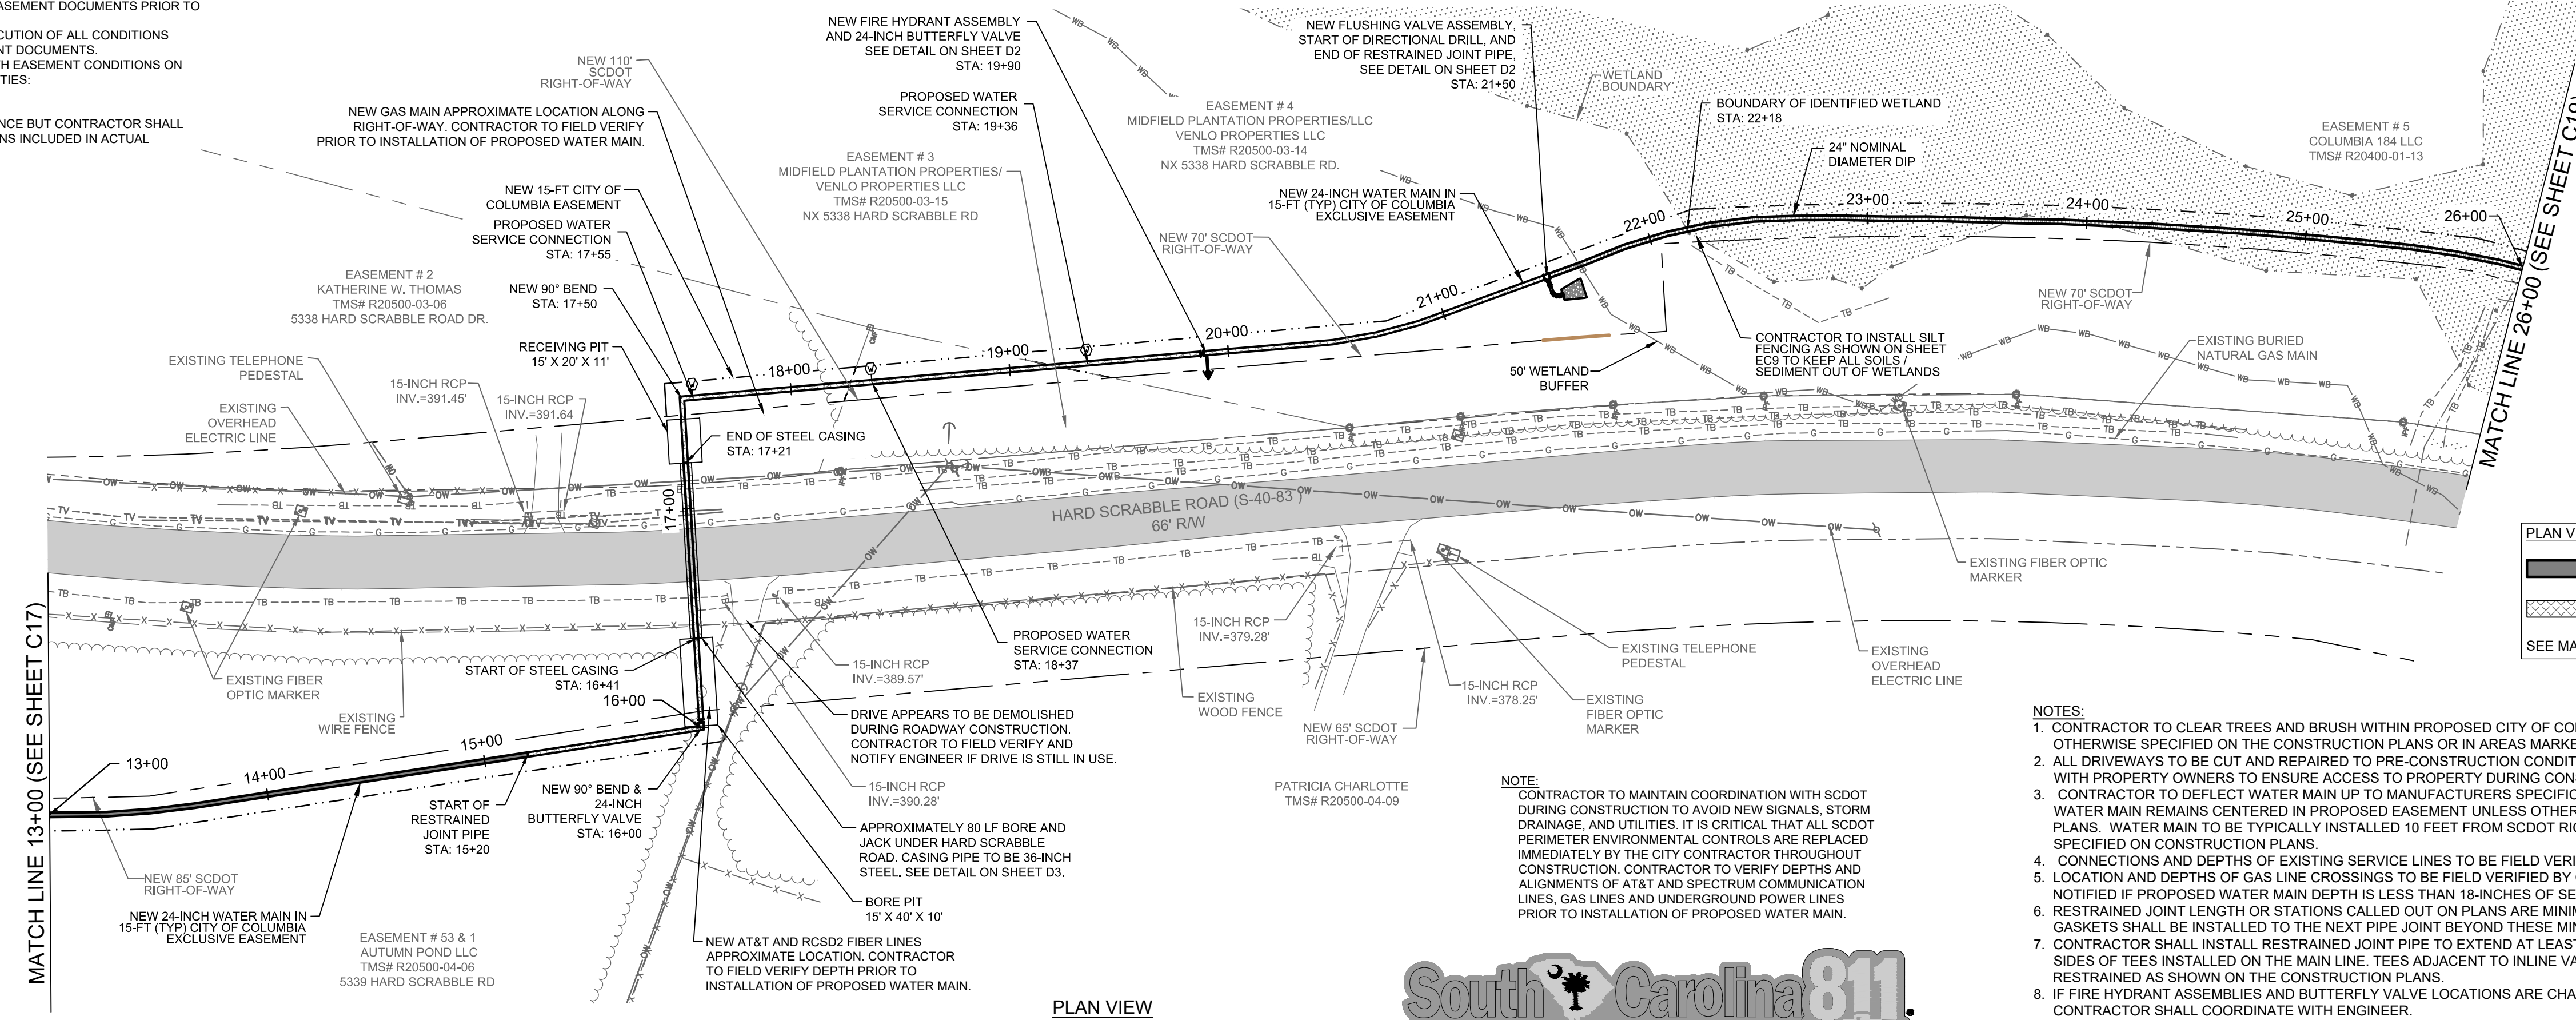 ASEMENT DOCUMENTS PRIOR TO
CUTION OF ALL CONDITIONS
NT DOCUMENTS.
TH EASEMENT CONDITIONS ON
TIES:
NCE BUT CONTRACTOR SHALL
NS INCLUDED IN ACTUAL
NEW 110'
SCDOT
RIGHT-OF-WAY
NEW GAS MAIN APPROXIMATE LOCATION ALONG
RIGHT-OF-WAY. CONTRACTOR TO FIELD VERIFY
PRIOR TO INSTALLATION OF PROPOSED WATER MAIN.
NEW 15-FT CITY OF
COLUMBIA EASEMENT
PROPOSED WATER
SERVICE CONNECTION
STA: 17+55
EASEMENT # 2
KATHERINE W. THOMAS
TMS# R20500-03-06
5338 HARD SCRABBLE ROAD DR.
NEW 90° BEND
STA: 17+50
RECEIVING PIT
15' X 20' X 11'
EXISTING TELEPHONE
PEDESTAL
15-INCH RCP
INV.=391.45'
15-INCH RCP
INV.=391.64
EXISTING
OVERHEAD
ELECTRIC LINE
END OF STEEL CASING
STA: 17+21
NEW FIRE HYDRANT ASSEMBLY
AND 24-INCH BUTTERFLY VALVE
SEE DETAIL ON SHEET D2
STA: 19+90
PROPOSED WATER
SERVICE CONNECTION
STA: 19+36
EASEMENT # 3
MIDFIELD PLANTATION PROPERTIES/
VENLO PROPERTIES LLC
TMS# R20500-03-15
NX 5338 HARD SCRABBLE RD
EASEMENT # 4
MIDFIELD PLANTATION PROPERTIES/LLC
VENLO PROPERTIES LLC
TMS# R20500-03-14
NX 5338 HARD SCRABBLE RD.
NEW FLUSHING VALVE ASSEMBLY,
START OF DIRECTIONAL DRILL, AND
END OF RESTRAINED JOINT PIPE,
SEE DETAIL ON SHEET D2
STA: 21+50
NEW 24-INCH WATER MAIN IN
15-FT (TYP) CITY OF COLUMBIA
EXCLUSIVE EASEMENT
NEW 70' SCDOT
RIGHT-OF-WAY
WETLAND
BOUNDARY
BOUNDARY OF IDENTIFIED WETLAND
STA: 22+18
24" NOMINAL
DIAMETER DIP
EASEMENT # 5
COLUMBIA 184 LLC
TMS# R20400-01-13
17+00
18+00
19+00
20+00
21+00
22+00
23+00
24+00
25+00
26+00
MATCH LINE 26+00 (SEE SHEET C19)
NEW 70' SCDOT
RIGHT-OF-WAY
50' WETLAND
BUFFER
CONTRACTOR TO INSTALL SILT
FENCING AS SHOWN ON SHEET
EC9 TO KEEP ALL SOILS /
SEDIMENT OUT OF WETLANDS
EXISTING BURIED
NATURAL GAS MAIN
HARD SCRABBLE ROAD (S-40-83 )
66' R/W
EXISTING FIBER OPTIC
MARKER
PLAN V
SEE MA
MATCH LINE 13+00 (SEE SHEET C17)
EXISTING FIBER
OPTIC MARKER
EXISTING
WIRE FENCE
START OF STEEL CASING
STA: 16+41
16+00
15+00
14+00
13+00
START OF
RESTRAINED
JOINT PIPE
STA: 15+20
NEW 90° BEND &
24-INCH
BUTTERFLY VALVE
STA: 16+00
NEW 85' SCDOT
RIGHT-OF-WAY
NEW 24-INCH WATER MAIN IN
15-FT (TYP) CITY OF COLUMBIA
EXCLUSIVE EASEMENT
EASEMENT # 53 & 1
AUTUMN POND LLC
TMS# R20500-04-06
5339 HARD SCRABBLE RD
15-INCH RCP
INV.=389.57'
PROPOSED WATER
SERVICE CONNECTION
STA: 18+37
DRIVE APPEARS TO BE DEMOLISHED
DURING ROADWAY CONSTRUCTION.
CONTRACTOR TO FIELD VERIFY AND
NOTIFY ENGINEER IF DRIVE IS STILL IN USE.
15-INCH RCP
INV.=390.28'
APPROXIMATELY 80 LF BORE AND
JACK UNDER HARD SCRABBLE
ROAD. CASING PIPE TO BE 36-INCH
STEEL. SEE DETAIL ON SHEET D3.
BORE PIT
15' X 40' X 10'
NEW AT&T AND RCSD2 FIBER LINES
APPROXIMATE LOCATION. CONTRACTOR
TO FIELD VERIFY DEPTH PRIOR TO
INSTALLATION OF PROPOSED WATER MAIN.
PLAN VIEW
15-INCH RCP
INV.=379.28'
EXISTING
WOOD FENCE
NEW 65' SCDOT
RIGHT-OF-WAY
15-INCH RCP
INV.=378.25'
EXISTING TELEPHONE
PEDESTAL
EXISTING
FIBER OPTIC
MARKER
EXISTING
OVERHEAD
ELECTRIC LINE
PATRICIA CHARLOTTE
TMS# R20500-04-09
NOTE:
CONTRACTOR TO MAINTAIN COORDINATION WITH SCDOT
DURING CONSTRUCTION TO AVOID NEW SIGNALS, STORM
DRAINAGE, AND UTILITIES. IT IS CRITICAL THAT ALL SCDOT
PERIMETER ENVIRONMENTAL CONTROLS ARE REPLACED
IMMEDIATELY BY THE CITY CONTRACTOR THROUGHOUT
CONSTRUCTION. CONTRACTOR TO VERIFY DEPTHS AND
ALIGNMENTS OF AT&T AND SPECTRUM COMMUNICATION
LINES, GAS LINES AND UNDERGROUND POWER LINES
PRIOR TO INSTALLATION OF PROPOSED WATER MAIN.
South Carolina 811.
NOTES:
1. CONTRACTOR TO CLEAR TREES AND BRUSH WITHIN PROPOSED CITY OF CO
OTHERWISE SPECIFIED ON THE CONSTRUCTION PLANS OR IN AREAS MARKE
2. ALL DRIVEWAYS TO BE CUT AND REPAIRED TO PRE-CONSTRUCTION CONDIT
WITH PROPERTY OWNERS TO ENSURE ACCESS TO PROPERTY DURING CON
3. CONTRACTOR TO DEFLECT WATER MAIN UP TO MANUFACTURERS SPECIFIC
WATER MAIN REMAINS CENTERED IN PROPOSED EASEMENT UNLESS OTHER
PLANS. WATER MAIN TO BE TYPICALLY INSTALLED 10 FEET FROM SCDOT RIG
SPECIFIED ON CONSTRUCTION PLANS.
4. CONNECTIONS AND DEPTHS OF EXISTING SERVICE LINES TO BE FIELD VERI
5. LOCATION AND DEPTHS OF GAS LINE CROSSINGS TO BE FIELD VERIFIED BY
NOTIFIED IF PROPOSED WATER MAIN DEPTH IS LESS THAN 18-INCHES OF SE
6. RESTRAINED JOINT LENGTH OR STATIONS CALLED OUT ON PLANS ARE MINI
GASKETS SHALL BE INSTALLED TO THE NEXT PIPE JOINT BEYOND THESE MI
7. CONTRACTOR SHALL INSTALL RESTRAINED JOINT PIPE TO EXTEND AT LEAST
SIDES OF TEES INSTALLED ON THE MAIN LINE. TEES ADJACENT TO INLINE VA
RESTRAINED AS SHOWN ON THE CONSTRUCTION PLANS.
8. IF FIRE HYDRANT ASSEMBLIES AND BUTTERFLY VALVE LOCATIONS ARE CHA
CONTRACTOR SHALL COORDINATE WITH ENGINEER.